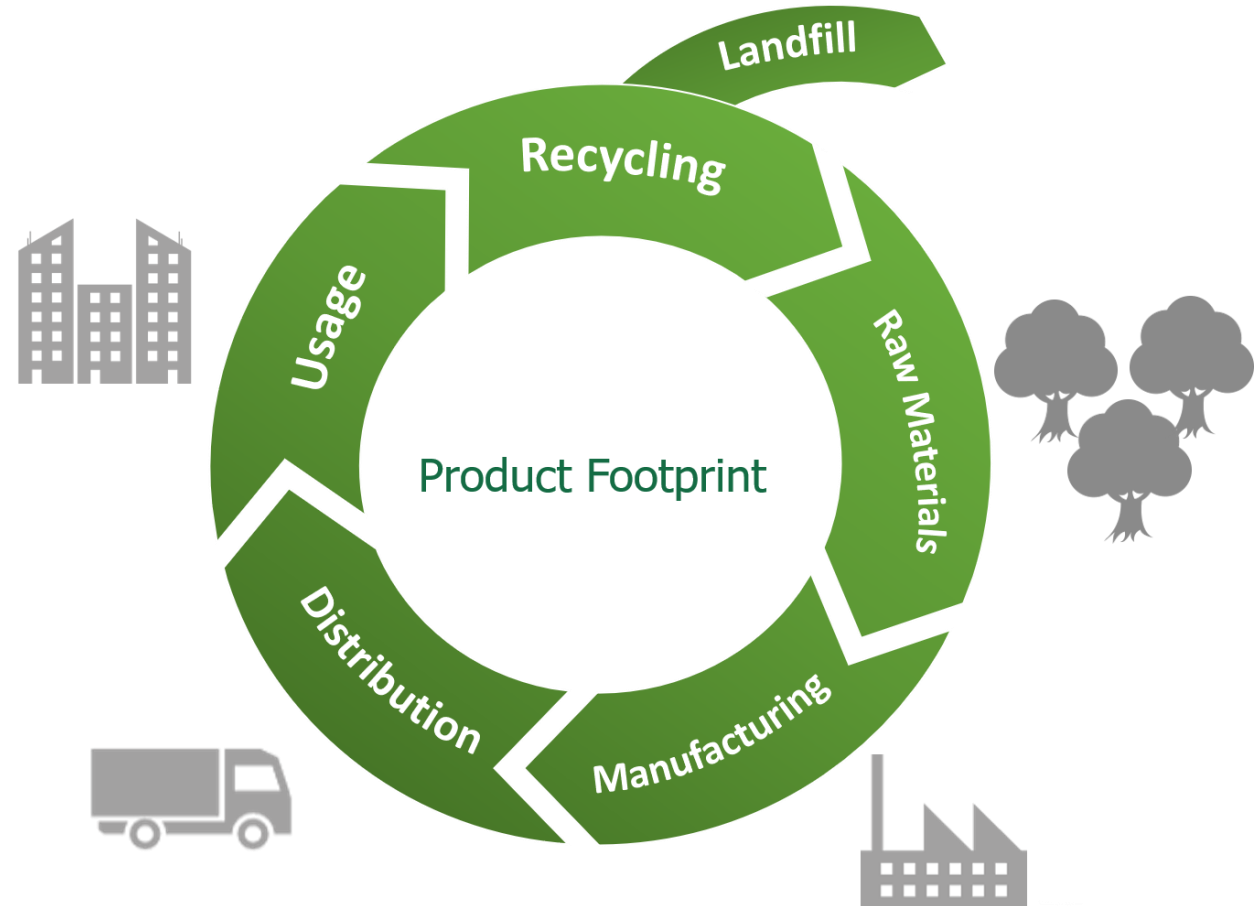 Landfill
Recycling
Usage
Raw Materials
Product Footprint
Distribution
Manufacturing